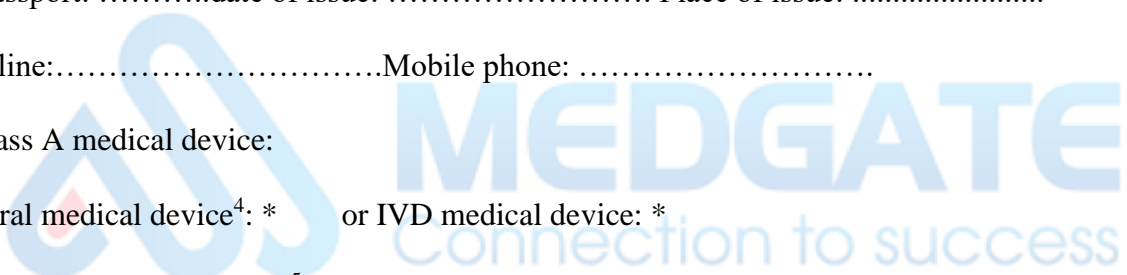 ssport: ………..date of issue: ……………………. Place of issue: .........................
line:………………………….Mobile phone: ……………………….
MEDGATE
ass A medical device:
ral medical device4: * or IVD medical device: *
Connection to success
5